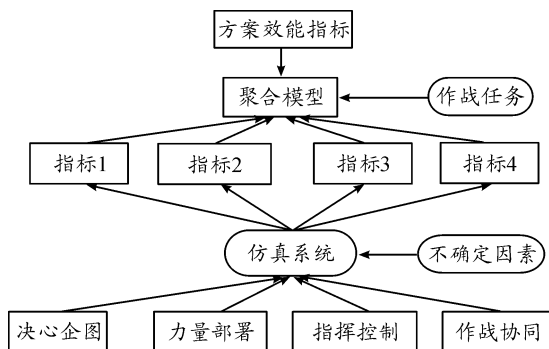 方案效能指标
聚合模型
作战任务
指标1
指标2
指标3
指标4
仿真系统
不确定因素
决心企图
力量部署
指挥控制
作战协同